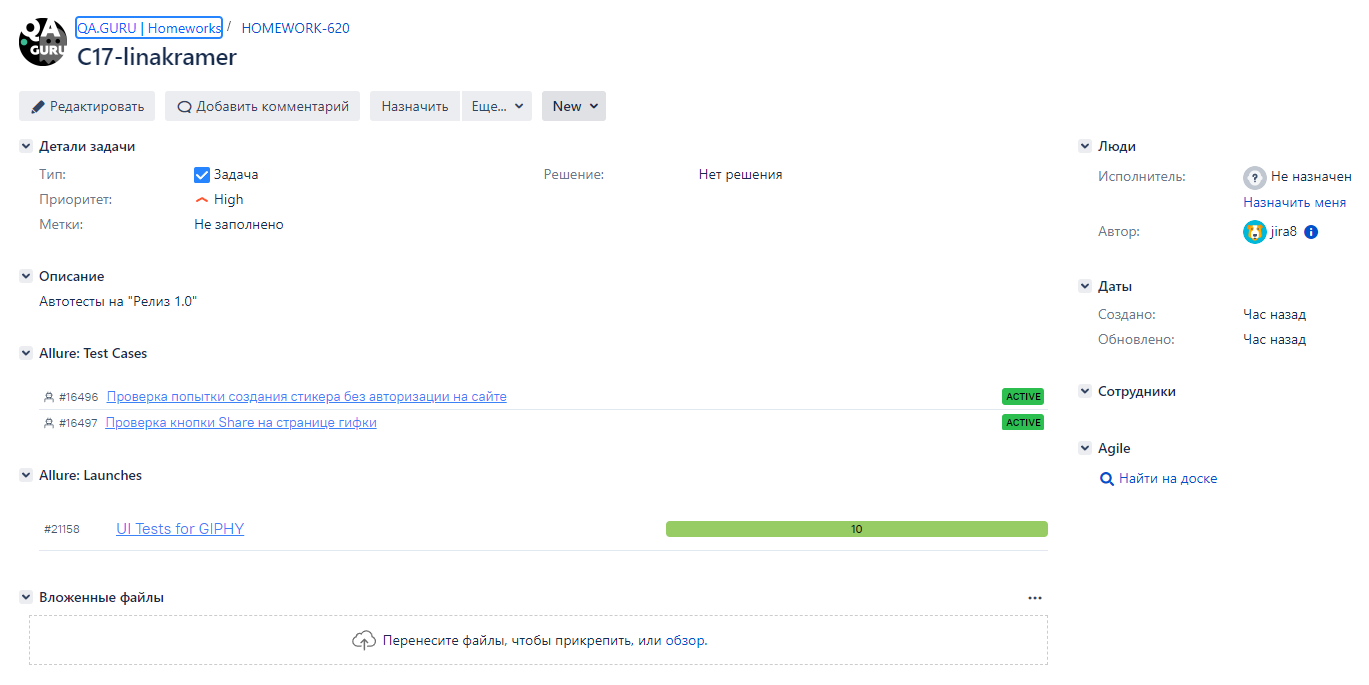 QA GURU
QA.GURU | Homeworks / HOMEWORK-620
C17-linakramer
Редактировать Добавить комментарий Назначить Еще... New
Детали задачи
Тип: Задача Решение: Нет решения
Приоритет: High
Метки: Не заполнено
Описание
Автотесты на "Релиз 1.0"
Allure: Test Cases
#16496 Проверка попытки создания стикера без авторизации на сайте ACTIVE
#16497 Проверка кнопки Share на странице гифки ACTIVE
Allure: Launches
#21158 UI Tests for GIPHY 10
Вложенные файлы ...
Перенесите файлы, чтобы прикрепить, или обзор.
Люди
Исполнитель: ? Не назначен
Назначить меня
Автор: jira8 i
Даты
Создано: Час назад
Обновлено: Час назад
Сотрудники
Agile
Найти на доске